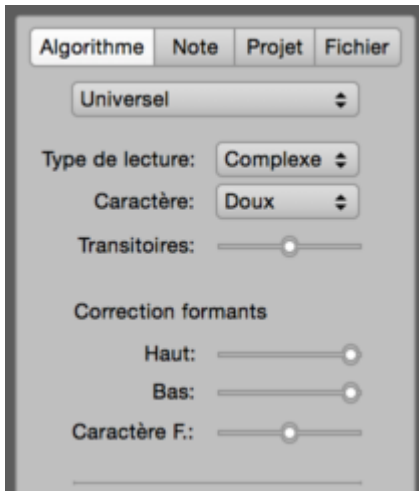 Algorithme Note Projet Fichier
Universel
Type de lecture: Complexe
Caractère: Doux
Transitoires:
Correction formants
Haut:
Bas:
Caractère F.: